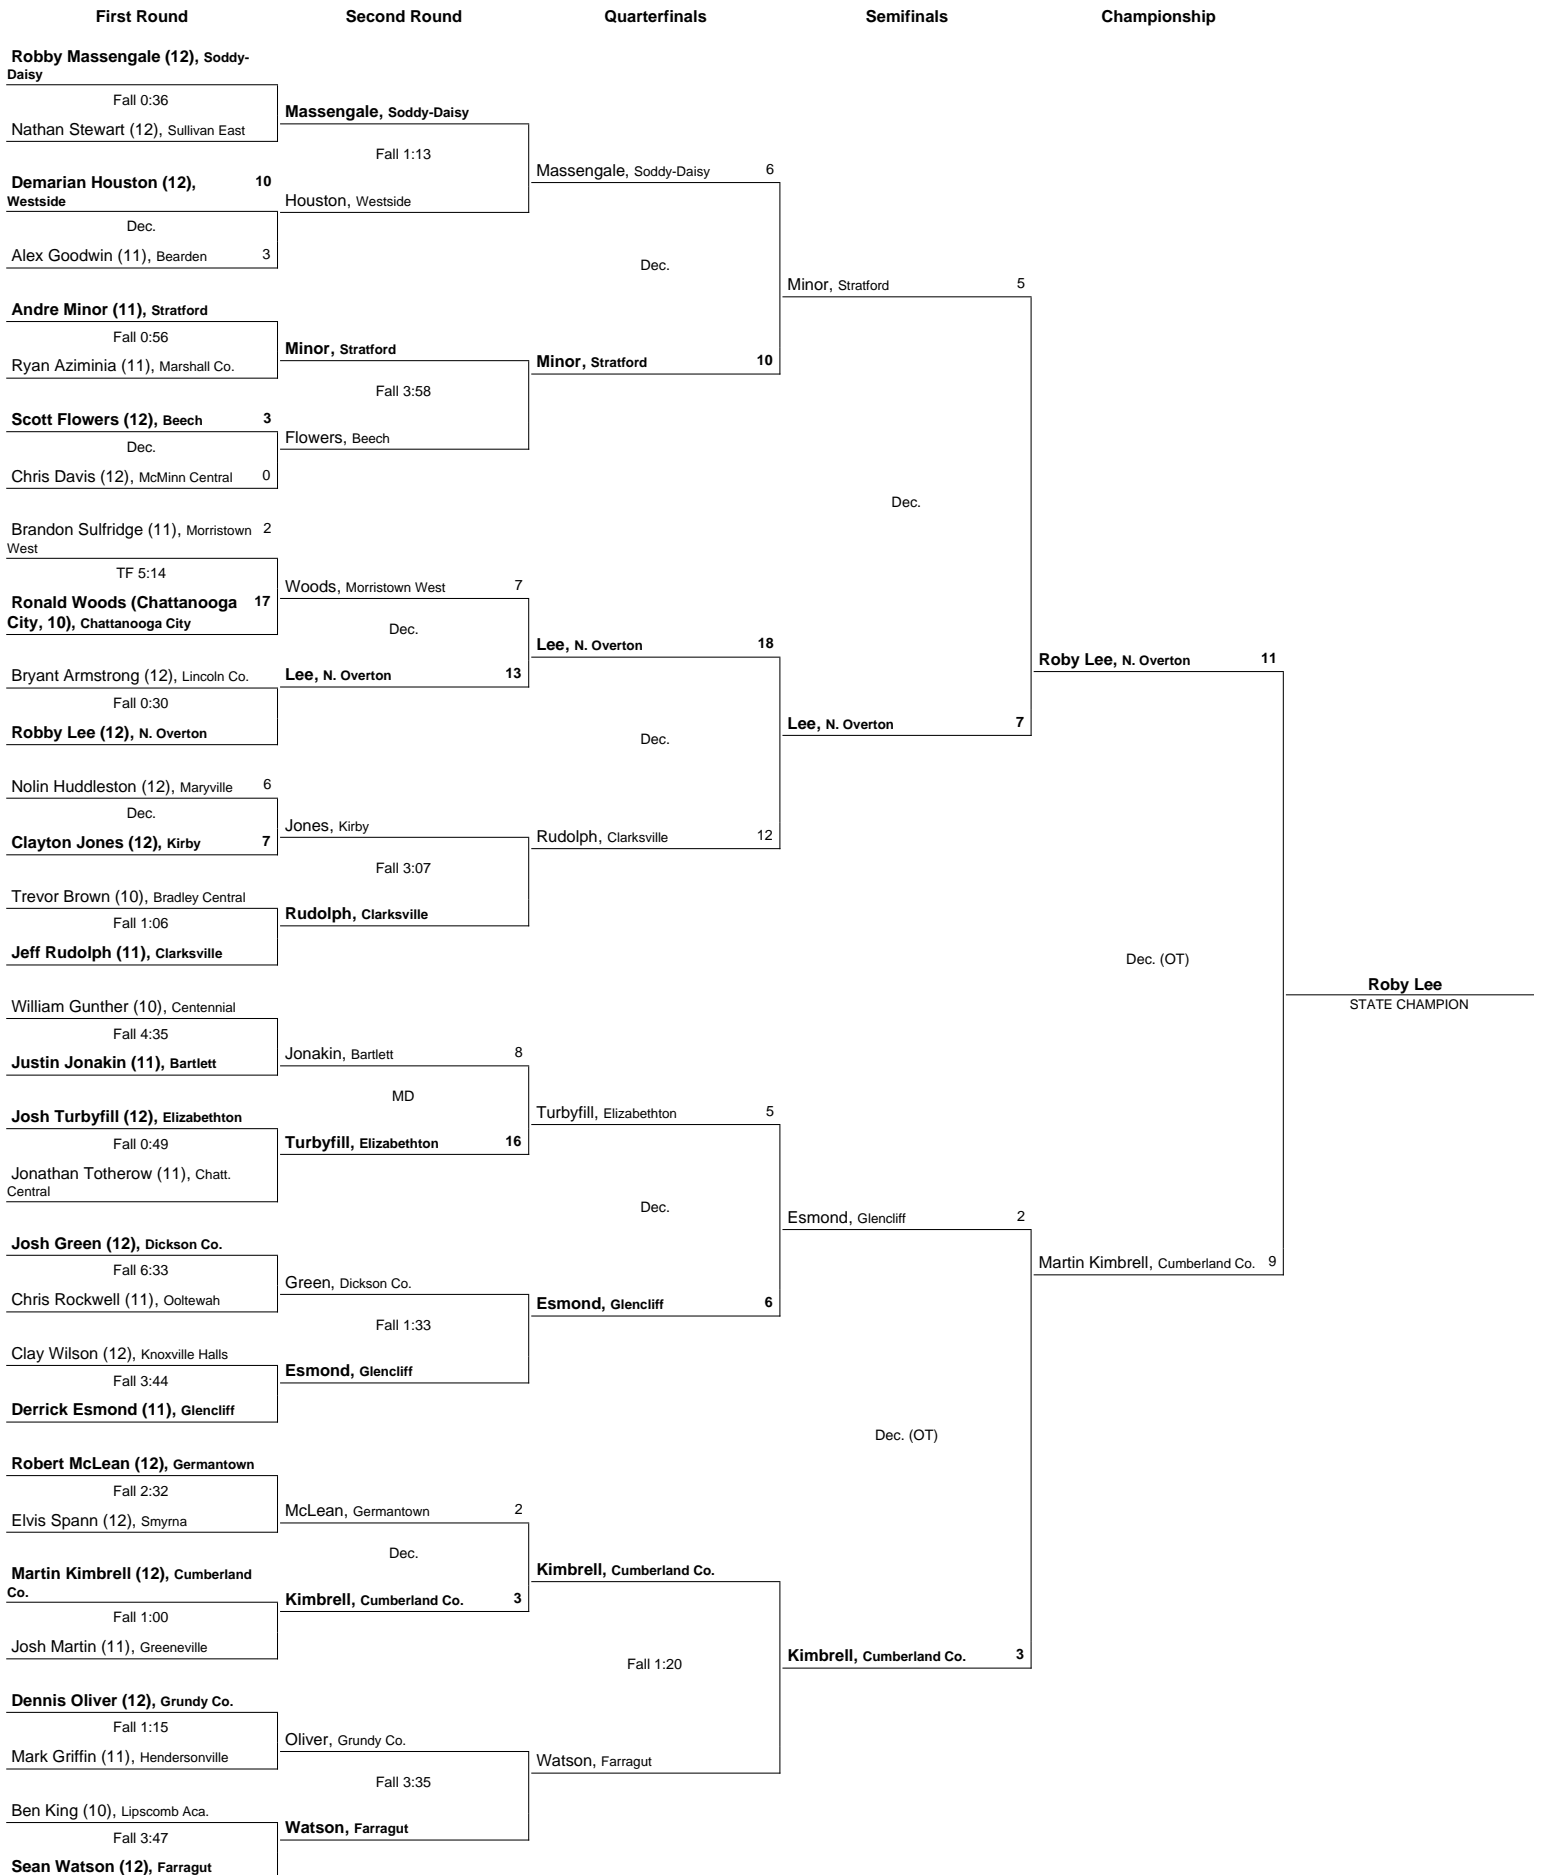 First Round
Second Round
Quarterfinals
Semifinals
Championship
Robby Massengale (12), Soddy-
Daisy
Fall 0:36
Nathan Stewart (12), Sullivan East
Demarian Houston (12), 10
Westside
Dec.
Alex Goodwin (11), Bearden 3
Andre Minor (11), Stratford
Fall 0:56
Ryan Aziminia (11), Marshall Co.
Scott Flowers (12), Beech 3
Dec.
Chris Davis (12), McMinn Central 0
Brandon Sulfridge (11), Morristown 2
West
TF 5:14
Ronald Woods (Chattanooga 17
City, 10), Chattanooga City
Bryant Armstrong (12), Lincoln Co.
Fall 0:30
Robby Lee (12), N. Overton
Nolin Huddleston (12), Maryville 6
Dec.
Clayton Jones (12), Kirby 7
Trevor Brown (10), Bradley Central
Fall 1:06
Jeff Rudolph (11), Clarksville
William Gunther (10), Centennial
Fall 4:35
Justin Jonakin (11), Bartlett
Josh Turbyfill (12), Elizabethton
Fall 0:49
Jonathan Totherow (11), Chatt.
Central
Josh Green (12), Dickson Co.
Fall 6:33
Chris Rockwell (11), Ooltewah
Clay Wilson (12), Knoxville Halls
Fall 3:44
Derrick Esmond (11), Glencliff
Robert McLean (12), Germantown
Fall 2:32
Elvis Spann (12), Smyrna
Martin Kimbrell (12), Cumberland
Co.
Fall 1:00
Josh Martin (11), Greeneville
Dennis Oliver (12), Grundy Co.
Fall 1:15
Mark Griffin (11), Hendersonville
Ben King (10), Lipscomb Aca.
Fall 3:47
Sean Watson (12), Farragut
Massengale, Soddy-Daisy
Fall 1:13
Houston, Westside
Minor, Stratford
Fall 3:58
Flowers, Beech
Woods, Morristown West 7
Dec.
Lee, N. Overton 13
Jones, Kirby
Fall 3:07
Rudolph, Clarksville
Jonakin, Bartlett 8
MD
Turbyfill, Elizabethton 16
Green, Dickson Co.
Fall 1:33
Esmond, Glencliff
McLean, Germantown 2
Dec.
Kimbrell, Cumberland Co. 3
Oliver, Grundy Co.
Fall 3:35
Watson, Farragut
Massengale, Soddy-Daisy 6
Dec.
Minor, Stratford 10
Lee, N. Overton 18
Dec.
Rudolph, Clarksville 12
Turbyfill, Elizabethton 5
Dec.
Esmond, Glencliff 6
Kimbrell, Cumberland Co.
Fall 1:20
Watson, Farragut
Minor, Stratford 5
Dec.
Lee, N. Overton 7
Esmond, Glencliff 2
Dec. (OT)
Kimbrell, Cumberland Co. 3
Roby Lee, N. Overton 11
Dec. (OT)
Martin Kimbrell, Cumberland Co. 9
Roby Lee
STATE CHAMPION